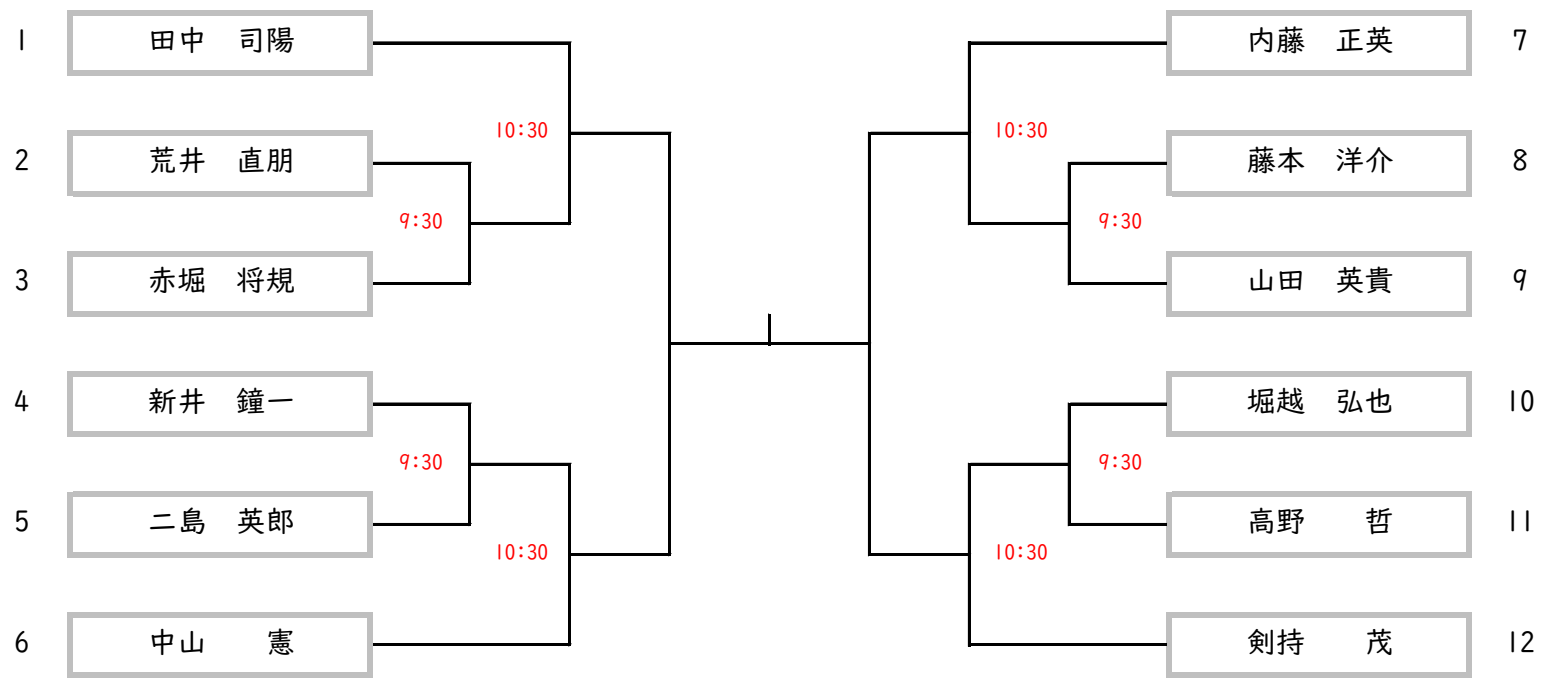 1 田中　司陽
10:30
2 荒井　直朋
9:30
3 赤堀　将規
4 新井　鐘一
9:30
5 二島　英郎
10:30
6 中山　　憲
内藤　正英 7
10:30
藤本　洋介 8
9:30
山田　英貴 9
堀越　弘也 10
9:30
高野　　哲 11
10:30
剣持　　茂 12